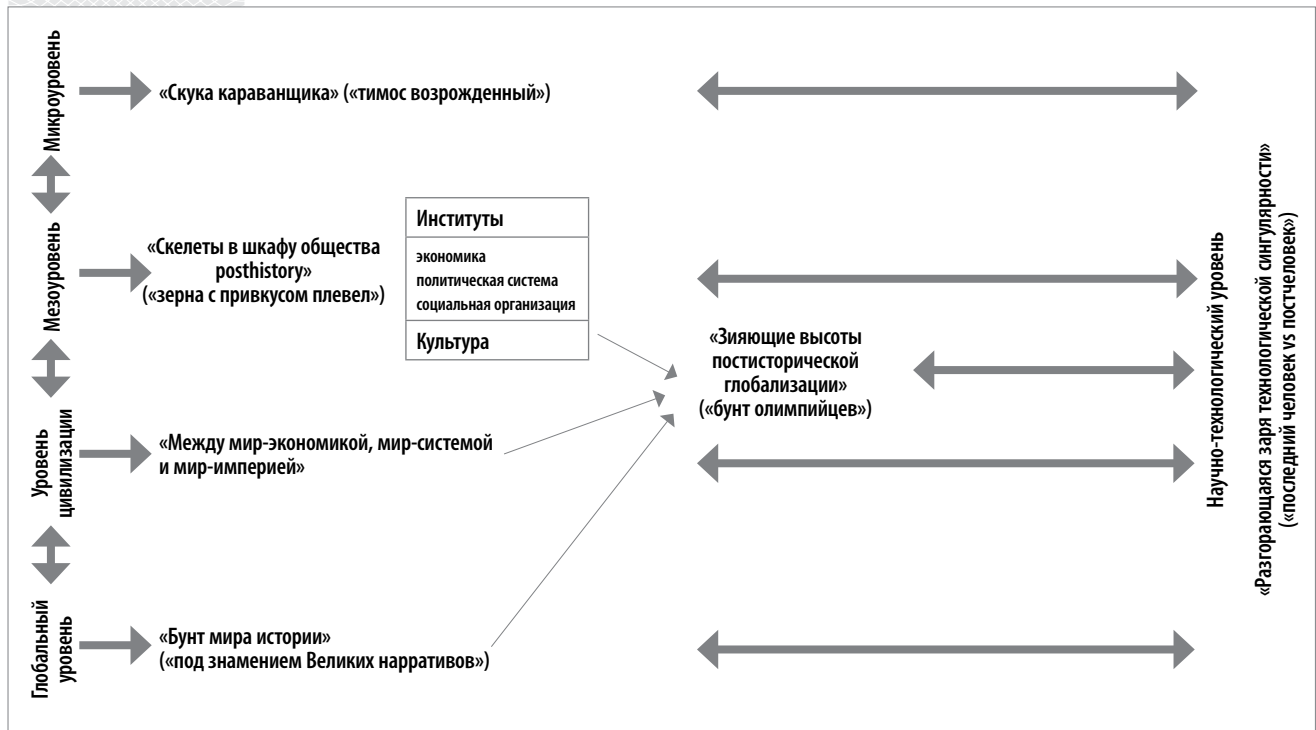 Микроуровень
«Скука караванщика» («тимос возрожденный»)
Мезоуровень
«Скелеты в шкафу общества
posthistory»
(«зерна с привкусом плевел»)
Институты
экономика
политическая система
социальная организация
Культура
«Зияющие высоты
постисторической
глобализации»
(«бунт олимпийцев»)
Уровень
цивилизации
«Между мир-экономикой, мир-системой
и мир-империей»
Глобальный
уровень
«Бунт мира истории»
(«под знамением Великих нарративов»)
Научно-технологический уровень
«Разгорающаяся заря технологической сингулярности»
(«последний человек vs постчеловек»)